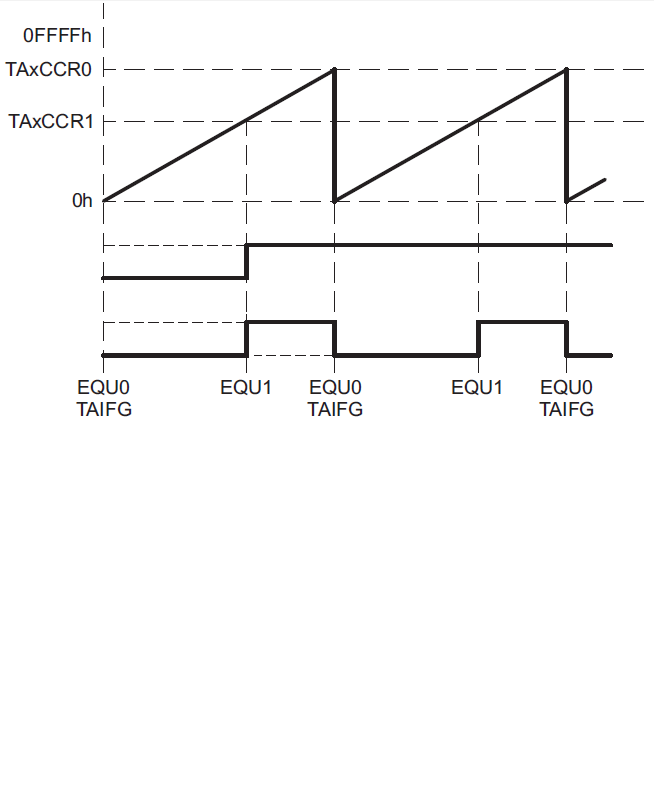 0FFFFh
TAxCCR0
TAxCCR1
0h
EQU0 EQU1 EQU0 EQU1 EQU0
TAIFG TAIFG TAIFG